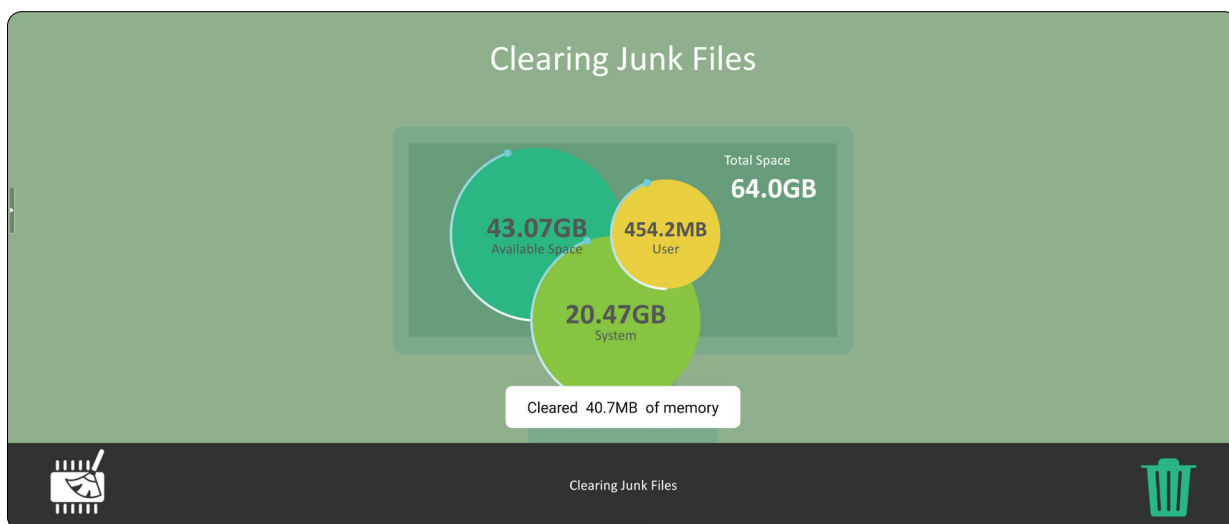 Clearing Junk Files
Total Space
64.0GB
43.07GB
Available Space
454.2MB
User
20.47GB
System
Cleared 40.7MB of memory
Clearing Junk Files